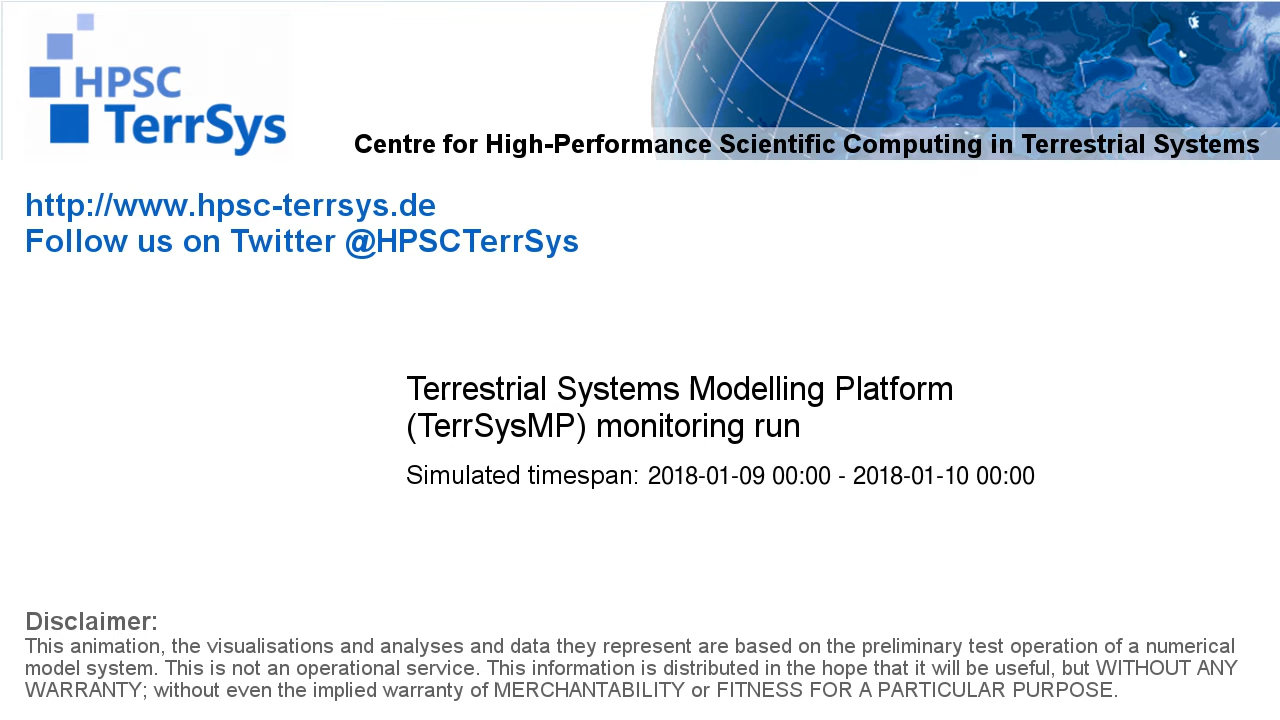 HPSC
TerrSys
Centre for High-Performance Scientific Computing in Terrestrial Systems
http://www.hpsc-terrsys.de
Follow us on Twitter @HPSCTerrSys
Terrestrial Systems Modelling Platform
(TerrSysMP) monitoring run
Simulated timespan: 2018-01-09 00:00 - 2018-01-10 00:00
Disclaimer:
This animation, the visualisations and analyses and data they represent are based on the preliminary test operation of a numerical
model system. This is not an operational service. This information is distributed in the hope that it will be useful, but WITHOUT ANY
WARRANTY; without even the implied warranty of MERCHANTABILITY or FITNESS FOR A PARTICULAR PURPOSE.